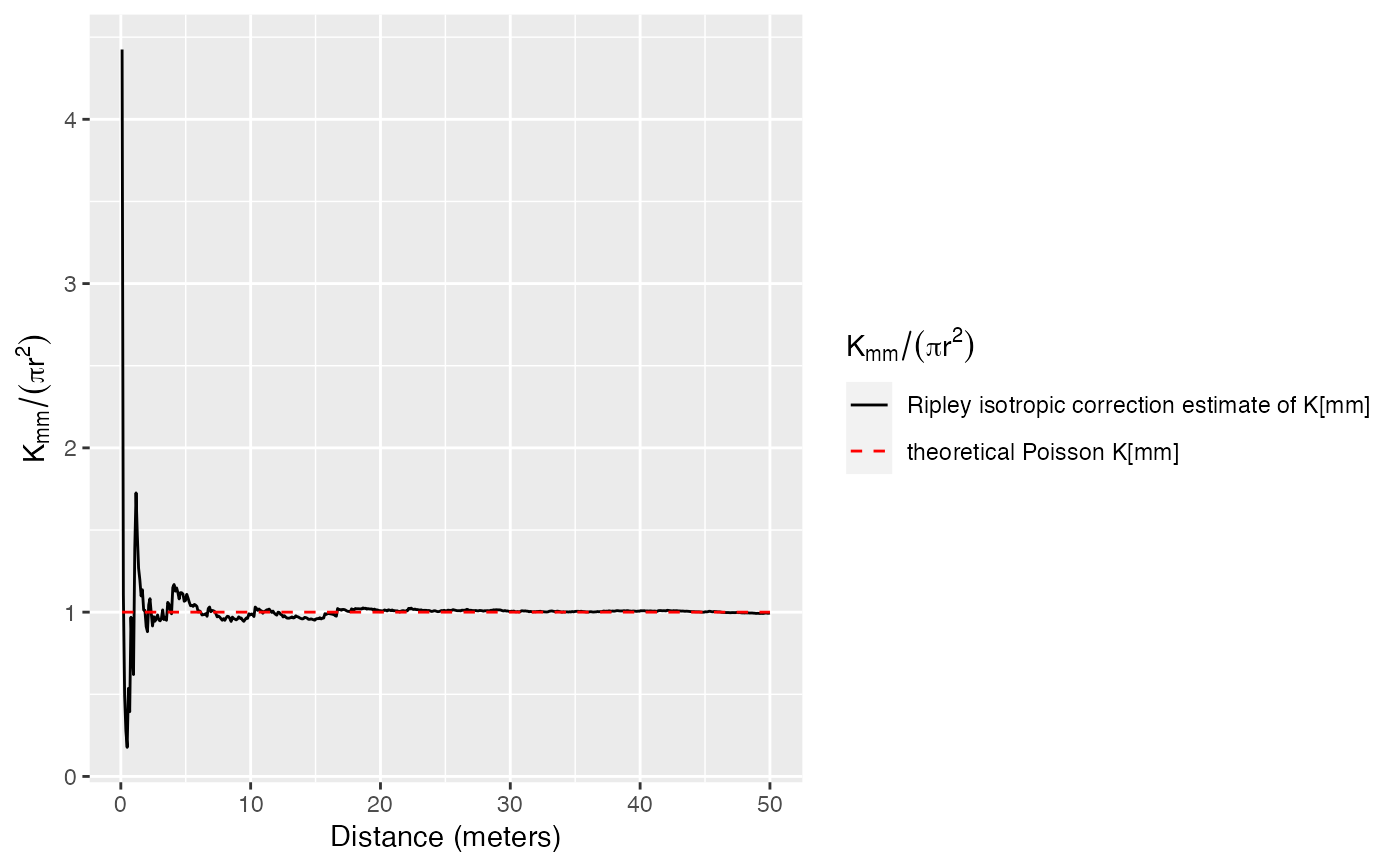 4
3
2
1
0
0 10 20 30 40 50
Distance (meters)
Kmm/(πr²)
Kmm/(πr²)
Ripley isotropic correction estimate of K[mm]
theoretical Poisson K[mm]